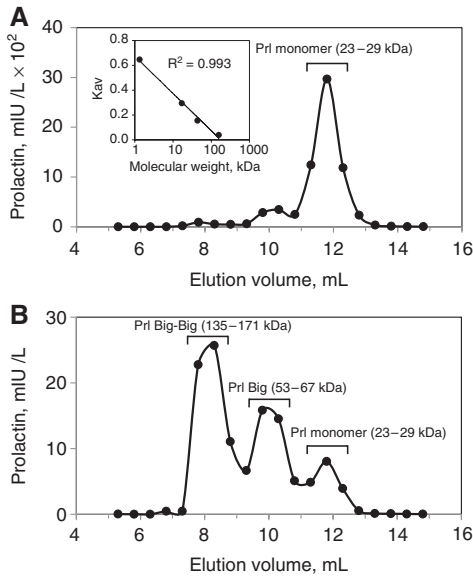 A
Prolactin, mIU /L × 10²
40
30
20
10
0
Prl monomer (23–29 kDa)
Kav
0.8
0.6
0.4
0.2
0.0
R² = 0.993
1 10 100 1000
Molecular weight, kDa
4 6 8 10 12 14 16
Elution volume, mL
B
Prolactin, mIU /L
30
20
10
0
Prl Big-Big (135–171 kDa)
Prl Big (53–67 kDa)
Prl monomer (23–29 kDa)
4 6 8 10 12 14 16
Elution volume, mL